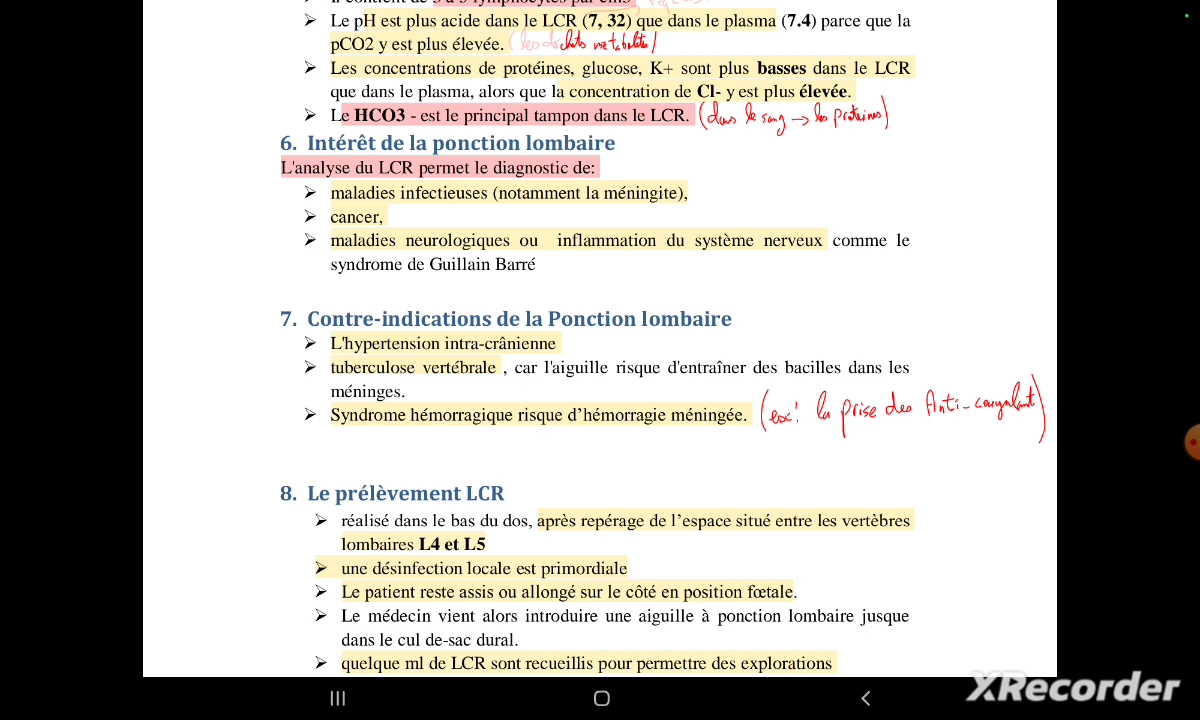 Il contient de 3 à 5 lymphocytes par cm3
➢ Le pH est plus acide dans le LCR (7, 32) que dans le plasma (7.4) parce que la
pCO2 y est plus élevée. (les déchets métabolites)
➢ Les concentrations de protéines, glucose, K+ sont plus basses dans le LCR
que dans le plasma, alors que la concentration de Cl- y est plus élevée.
➢ Le HCO3 - est le principal tampon dans le LCR. (dans le sang → les protéines)
6. Intérêt de la ponction lombaire
L'analyse du LCR permet le diagnostic de:
➢ maladies infectieuses (notamment la méningite),
➢ cancer,
➢ maladies neurologiques ou inflammation du système nerveux comme le
syndrome de Guillain Barré
7. Contre-indications de la Ponction lombaire
➢ L'hypertension intra-crânienne
➢ tuberculose vertébrale , car l'aiguille risque d'entraîner des bacilles dans les
méninges.
➢ Syndrome hémorragique risque d’hémorragie méningée. (ex: la prise des Anti-coagulant)
8. Le prélèvement LCR
➢ réalisé dans le bas du dos, après repérage de l’espace situé entre les vertèbres
lombaires L4 et L5
➢ une désinfection locale est primordiale
➢ Le patient reste assis ou allongé sur le côté en position fœtale.
➢ Le médecin vient alors introduire une aiguille à ponction lombaire jusque
dans le cul de-sac dural.
➢ quelque ml de LCR sont recueillis pour permettre des explorations
XRecorder